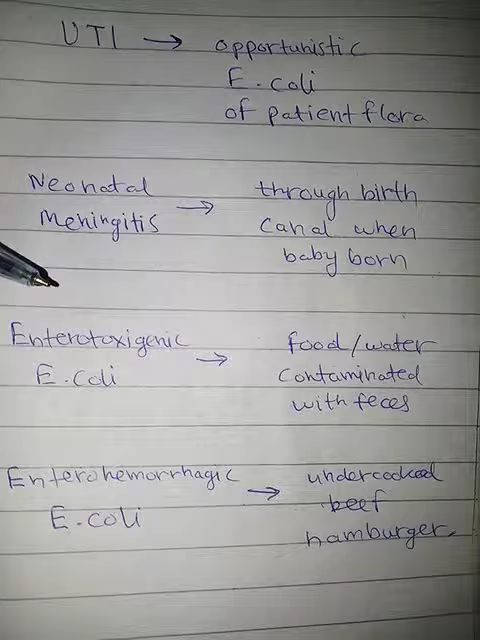 UTI → opportunistic
E.coli
of patient flora
Neonatal → through birth
Meningitis canal when
baby born
Enterotoxigenic → food/water
E.coli contaminated
with feces
Enterohemorrhagic → undercooked
E.coli beef
hamburger.